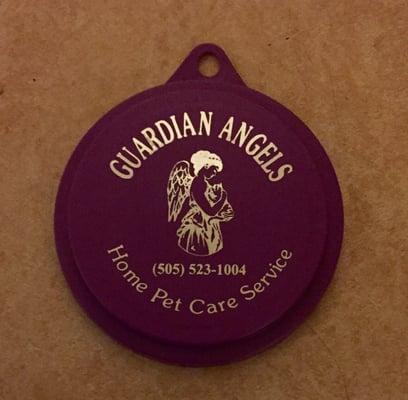 GUARDIAN ANGELS
(505) 523-1004
Home Pet Care Service